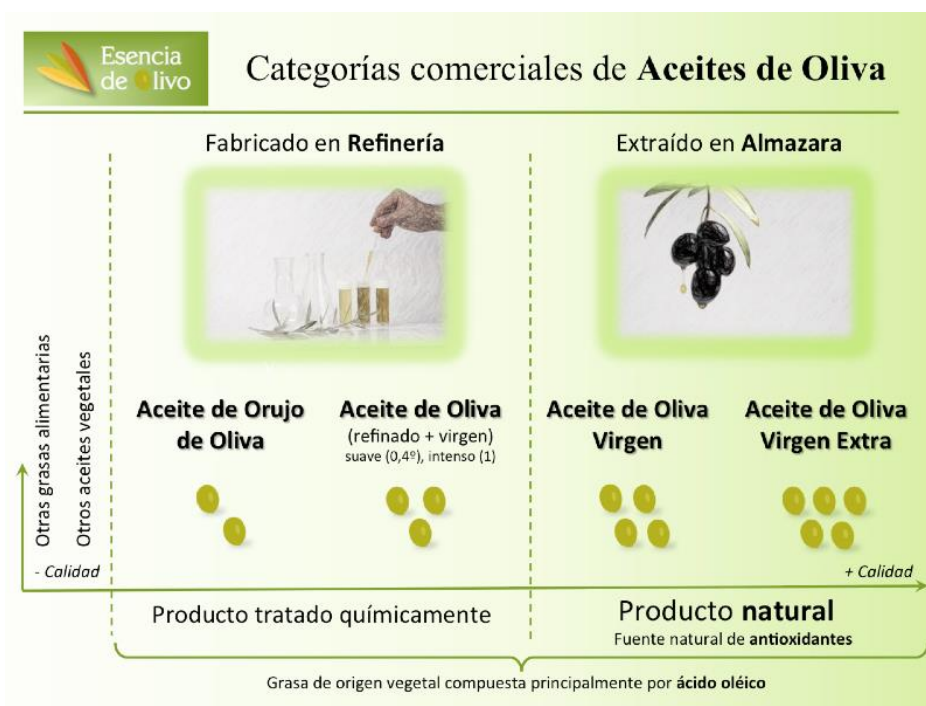 Esencia
de Olivo
Categorías comerciales de Aceites de Oliva
Fabricado en Refinería
Extraído en Almazara
Otras grasas alimentarias
Otros aceites vegetales
Aceite de Orujo
de Oliva
Aceite de Oliva
(refinado + virgen)
suave (0,4º), intenso (1)
Aceite de Oliva
Virgen
Aceite de Oliva
Virgen Extra
- Calidad
+ Calidad
Producto tratado químicamente
Producto natural
Fuente natural de antioxidantes
Grasa de origen vegetal compuesta principalmente por ácido oléico